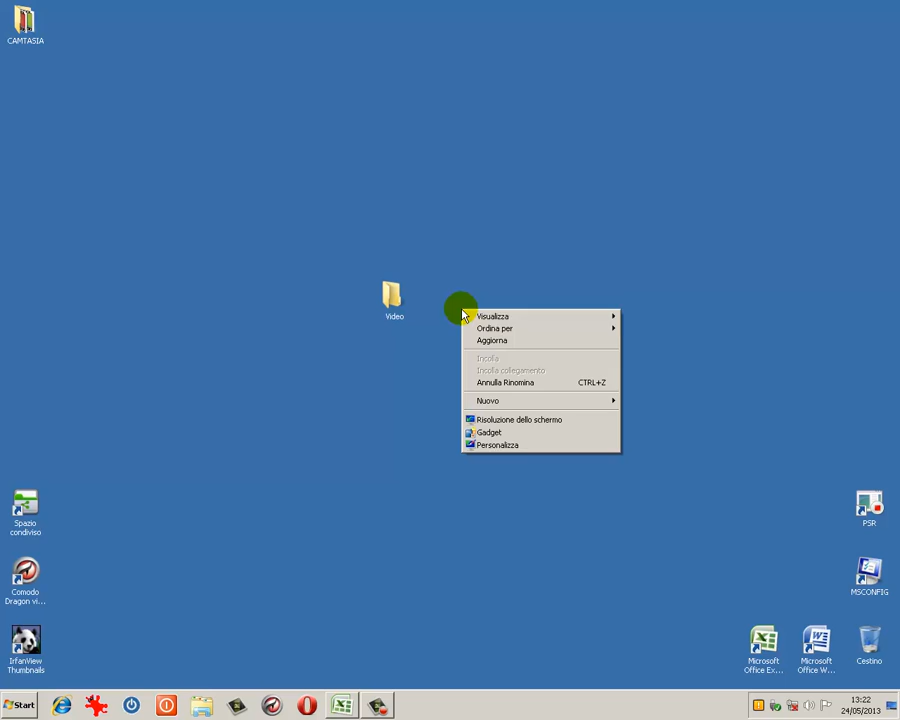 CAMTASIA
Video
Visualizza
Ordina per
Aggiorna
Incolla
Incolla collegamento
Annulla Rinomina CTRL+Z
Nuovo
Risoluzione dello schermo
Gadget
Personalizza
Spazio
condiviso
PSR
Comodo
Dragon vi...
MSCONFIG
IrfanView
Thumbnails
Microsoft
Office Ex...
Microsoft
Office W...
Cestino
Start
13:22
24/05/2013